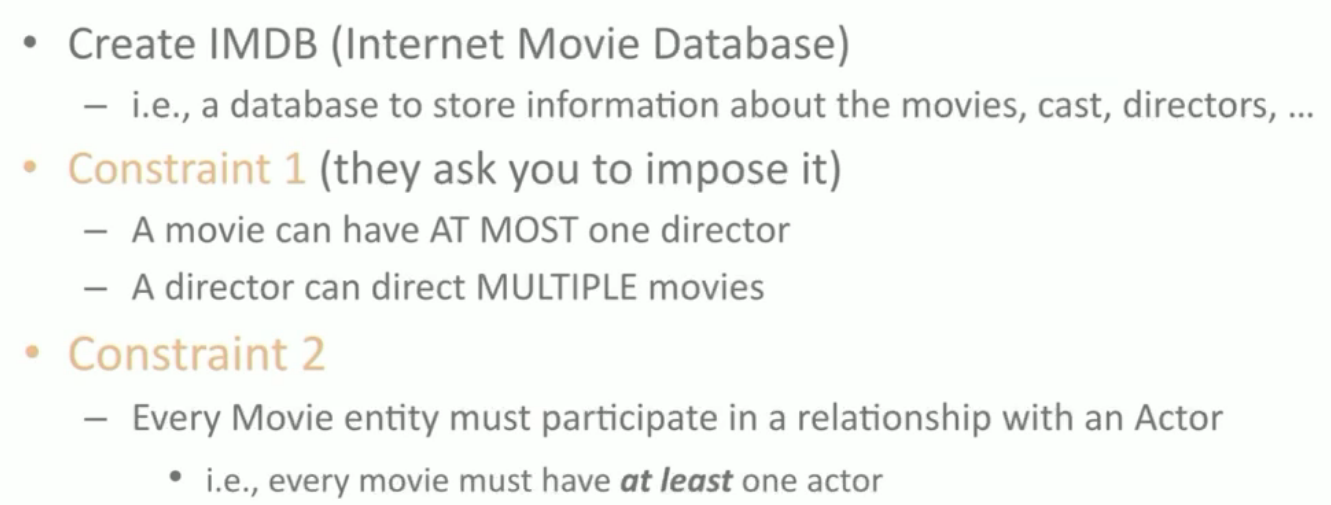 • Create IMDB (Internet Movie Database)
– i.e., a database to store information about the movies, cast, directors, ...
• Constraint 1 (they ask you to impose it)
– A movie can have AT MOST one director
– A director can direct MULTIPLE movies
• Constraint 2
– Every Movie entity must participate in a relationship with an Actor
• i.e., every movie must have at least one actor